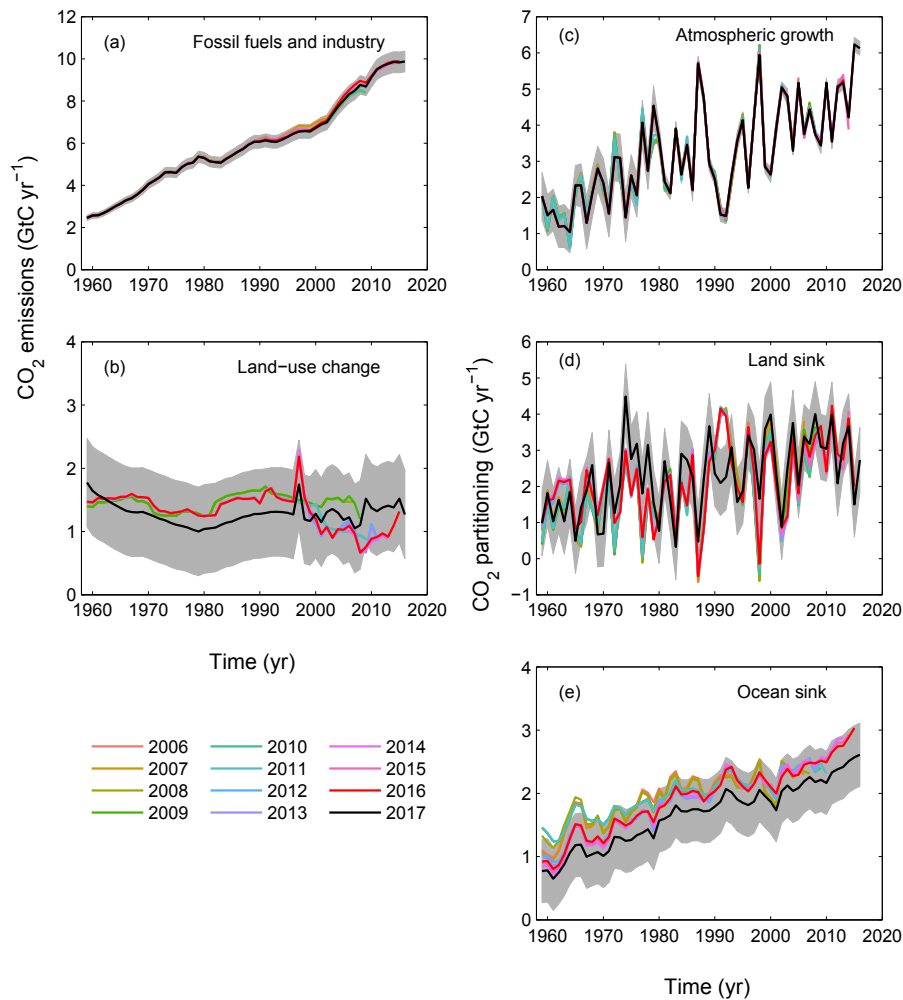 (a) Fossil fuels and industry
12
10
8
6
4
2
0
1960 1970 1980 1990 2000 2010 2020
CO2 emissions (GtC yr−1)
(b) Land−use change
4
3
2
1
0
1960 1970 1980 1990 2000 2010 2020
Time (yr)
2006 2010 2014
2007 2011 2015
2008 2012 2016
2009 2013 2017
(c) Atmospheric growth
7
6
5
4
3
2
1
0
1960 1970 1980 1990 2000 2010 2020
CO2 partitioning (GtC yr−1)
(d) Land sink
6
5
4
3
2
1
0
−1
1960 1970 1980 1990 2000 2010 2020
(e) Ocean sink
4
3
2
1
0
1960 1970 1980 1990 2000 2010 2020
Time (yr)